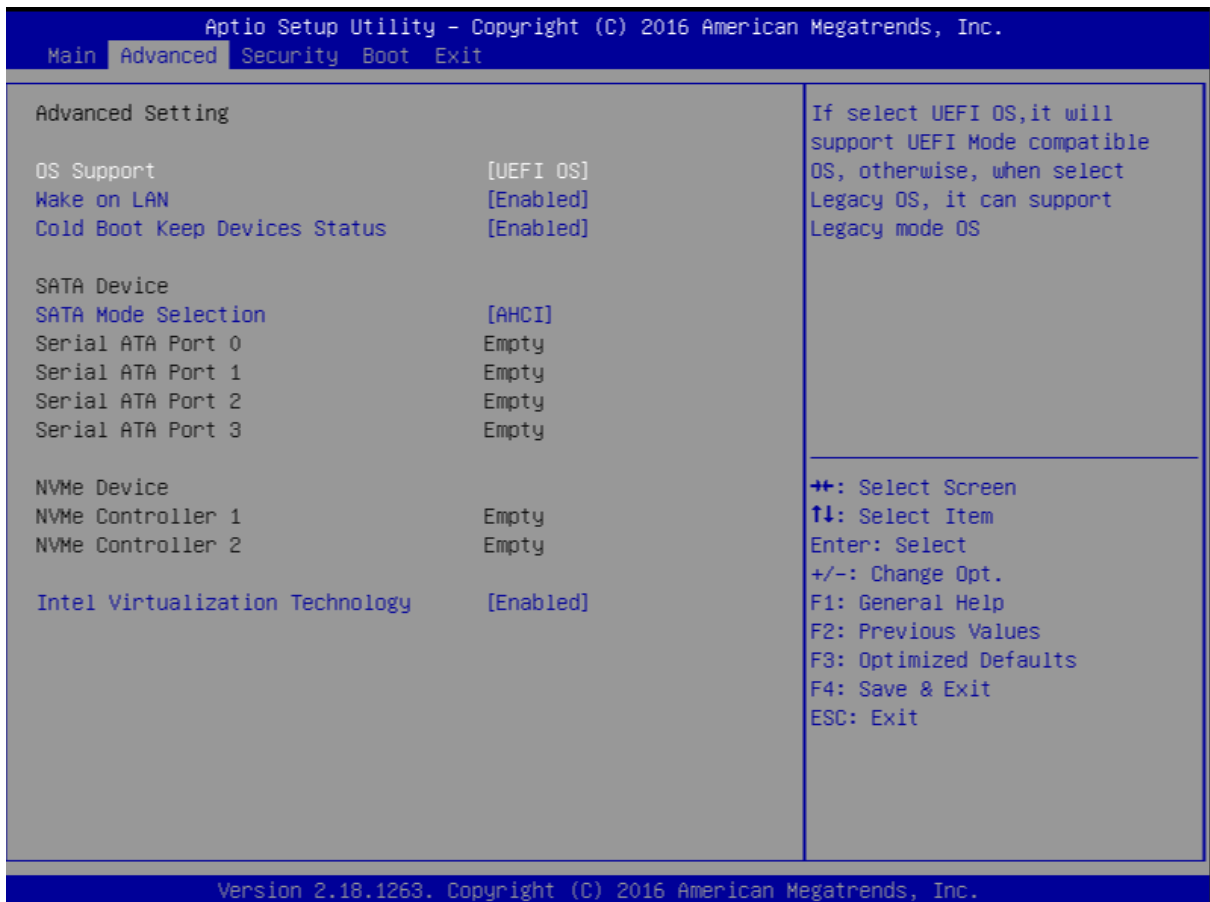 Aptio Setup Utility – Copyright (C) 2016 American Megatrends, Inc.
Main Advanced Security Boot Exit
Advanced Setting
OS Support [UEFI OS]
Wake on LAN [Enabled]
Cold Boot Keep Devices Status [Enabled]
SATA Device
SATA Mode Selection [AHCI]
Serial ATA Port 0 Empty
Serial ATA Port 1 Empty
Serial ATA Port 2 Empty
Serial ATA Port 3 Empty
NVMe Device
NVMe Controller 1 Empty
NVMe Controller 2 Empty
Intel Virtualization Technology [Enabled]
If select UEFI OS,it will
support UEFI Mode compatible
OS, otherwise, when select
Legacy OS, it can support
Legacy mode OS
→←: Select Screen
↑↓: Select Item
Enter: Select
+/-: Change Opt.
F1: General Help
F2: Previous Values
F3: Optimized Defaults
F4: Save & Exit
ESC: Exit
Version 2.18.1263. Copyright (C) 2016 American Megatrends, Inc.